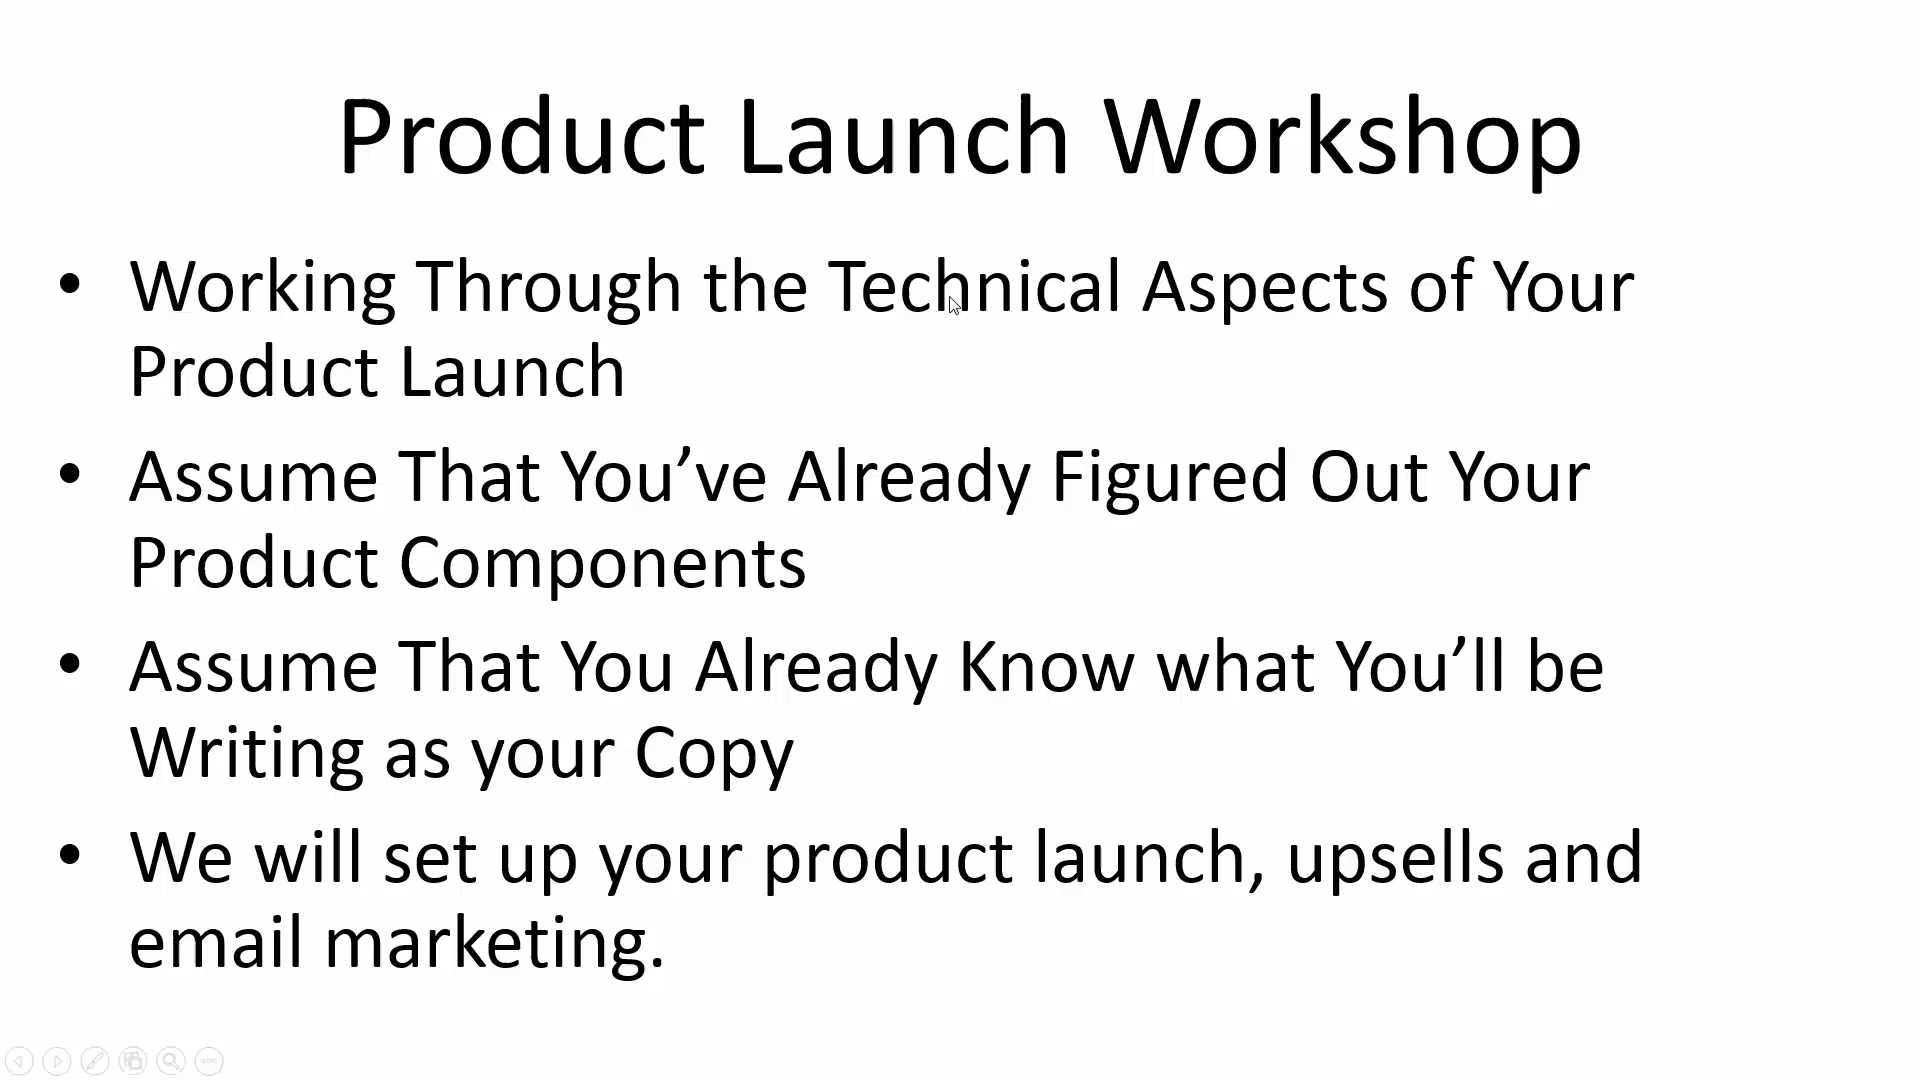 Product Launch Workshop
• Working Through the Technical Aspects of Your
Product Launch
• Assume That You’ve Already Figured Out Your
Product Components
• Assume That You Already Know what You’ll be
Writing as your Copy
• We will set up your product launch, upsells and
email marketing.